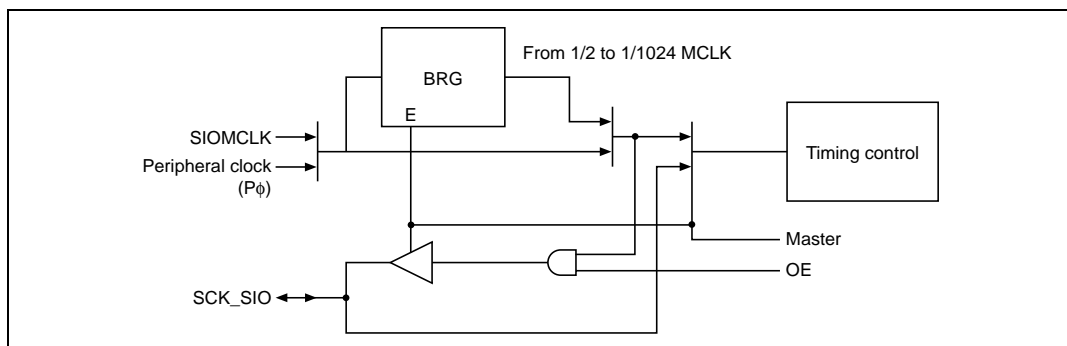 From 1/2 to 1/1024 MCLK
BRG
E
SIOMCLK
Peripheral clock
(Pϕ)
Timing control
Master
OE
SCK_SIO